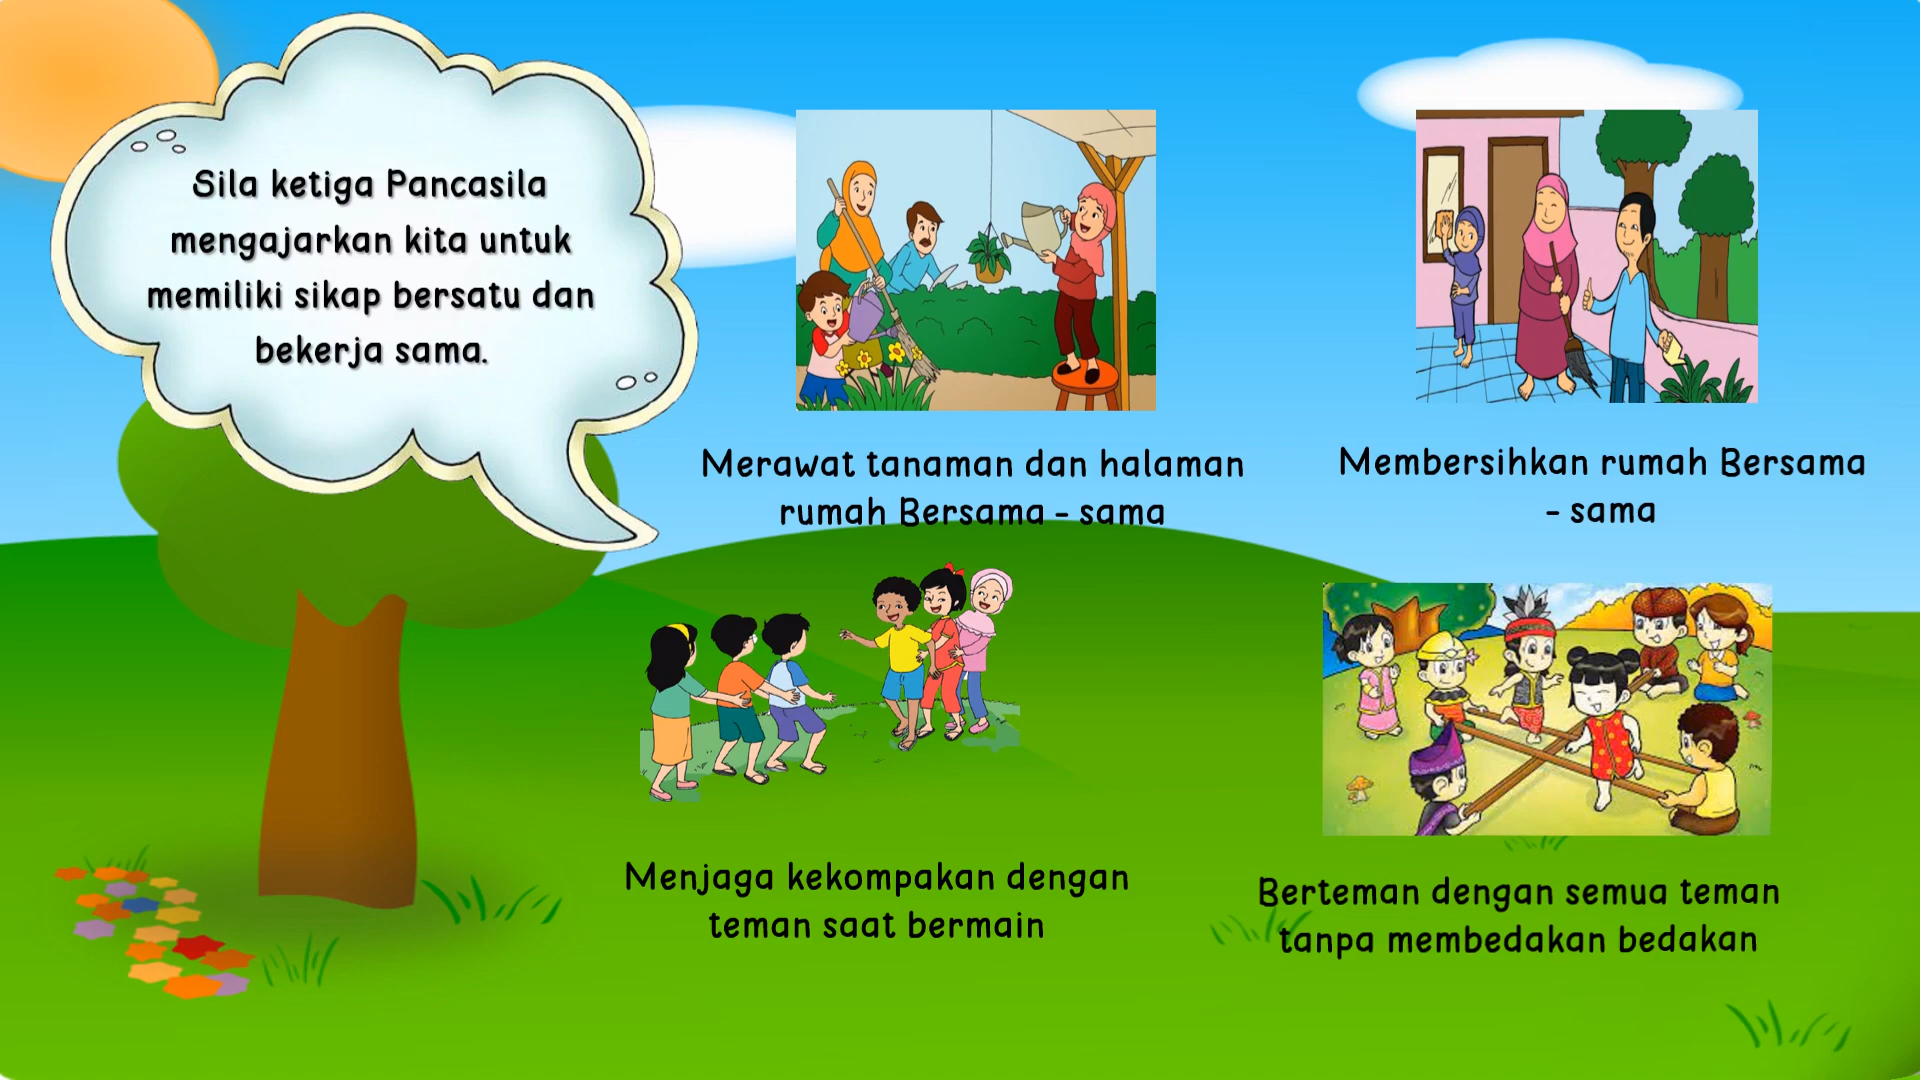 Sila ketiga Pancasila
mengajarkan kita untuk
memiliki sikap bersatu dan
bekerja sama.
Merawat tanaman dan halaman
rumah Bersama - sama
Membersihkan rumah Bersama
- sama
Menjaga kekompakan dengan
teman saat bermain
Berteman dengan semua teman
tanpa membedakan bedakan